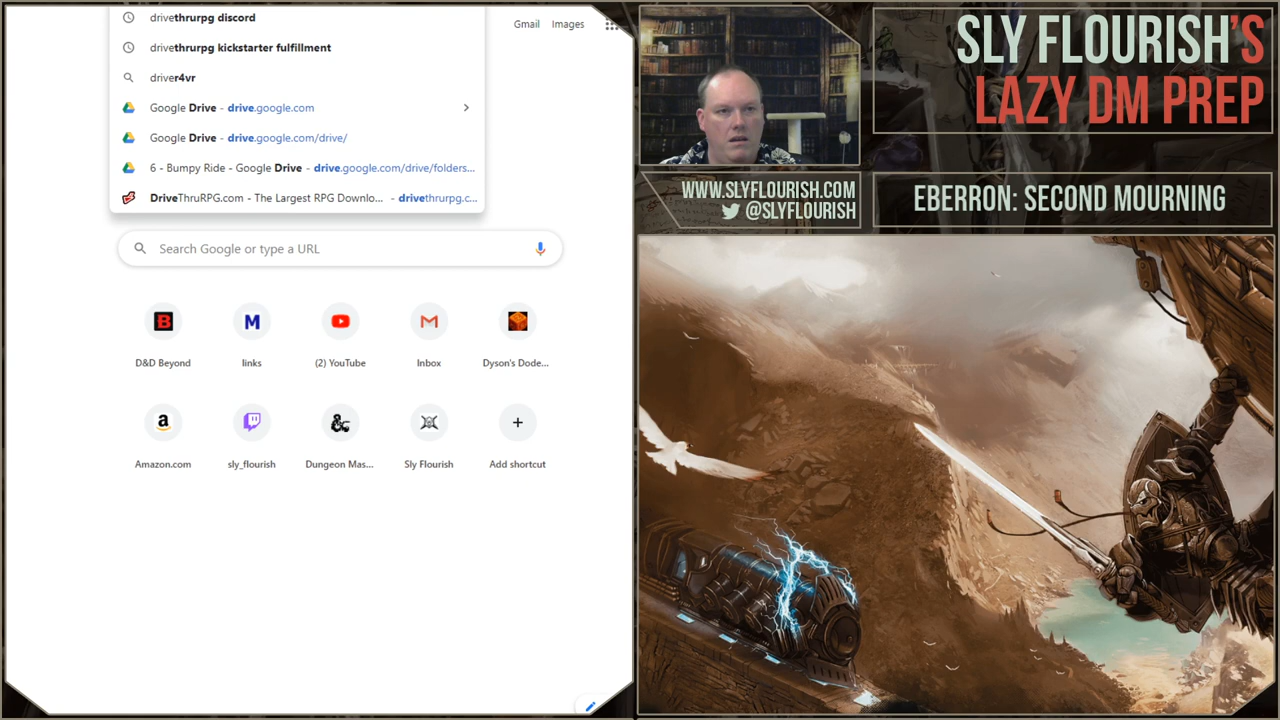 drivethrurpg discord
Gmail Images
drivethrurpg kickstarter fulfillment
driver4vr
Google Drive - drive.google.com
Google Drive - drive.google.com/drive/
6 - Bumpy Ride - Google Drive - drive.google.com/drive/folders...
DriveThruRPG.com - The Largest RPG Downlo... - drivethrurpg.c...
Search Google or type a URL
B M
D&D Beyond links (2) YouTube Inbox Dyson's Dode...
a
Amazon.com sly_flourish Dungeon Mas... Sly Flourish Add shortcut
SLY FLOURISH'S
LAZY DM PREP
WWW.SLYFLOURISH.COM
@SLYFLOURISH
EBERRON: SECOND MOURNING